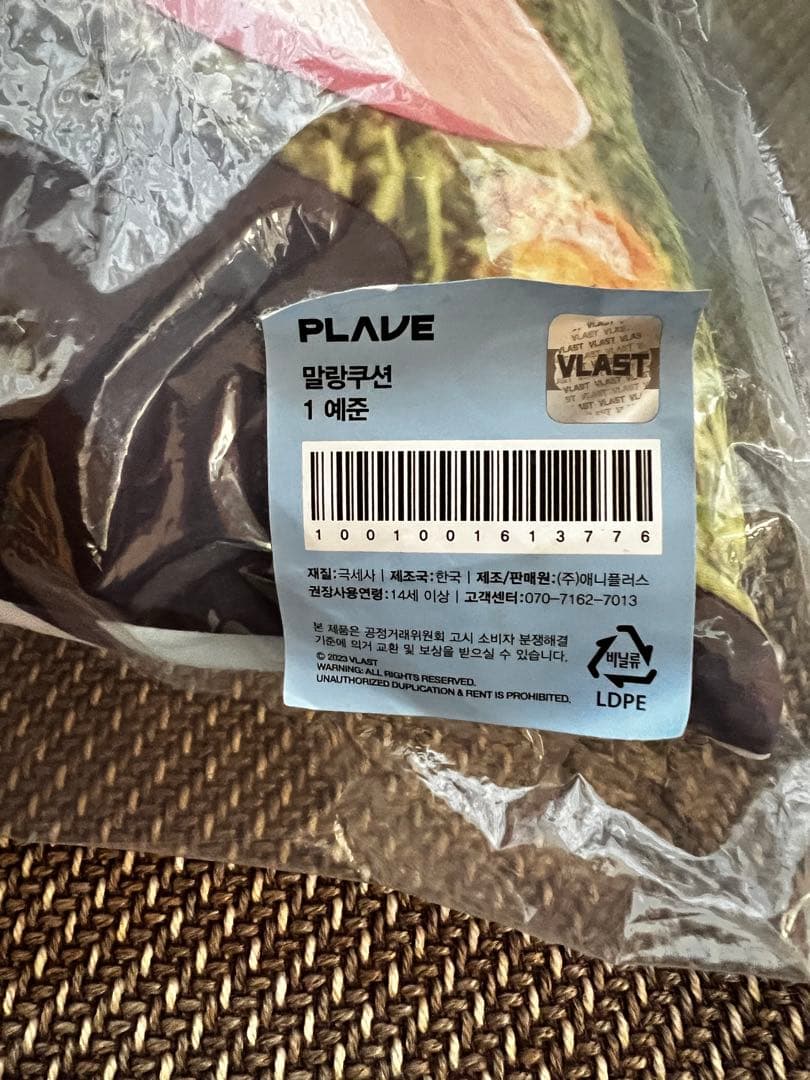 PLAVE
말랑쿠션
1 예준
VLAST
1001001613776
재질:극세사 | 제조국:한국 | 제조/판매원:(주)애니플러스
권장사용연령:14세 이상 | 고객센터:070-7162-7013
본 제품은 공정거래위원회 고시 소비자 분쟁해결
기준에 의거 교환 및 보상을 받으실 수 있습니다.
© 2023 VLAST
WARNING: ALL RIGHTS RESERVED.
UNAUTHORIZED DUPLICATION & RENT IS PROHIBITED.
비닐류
LDPE